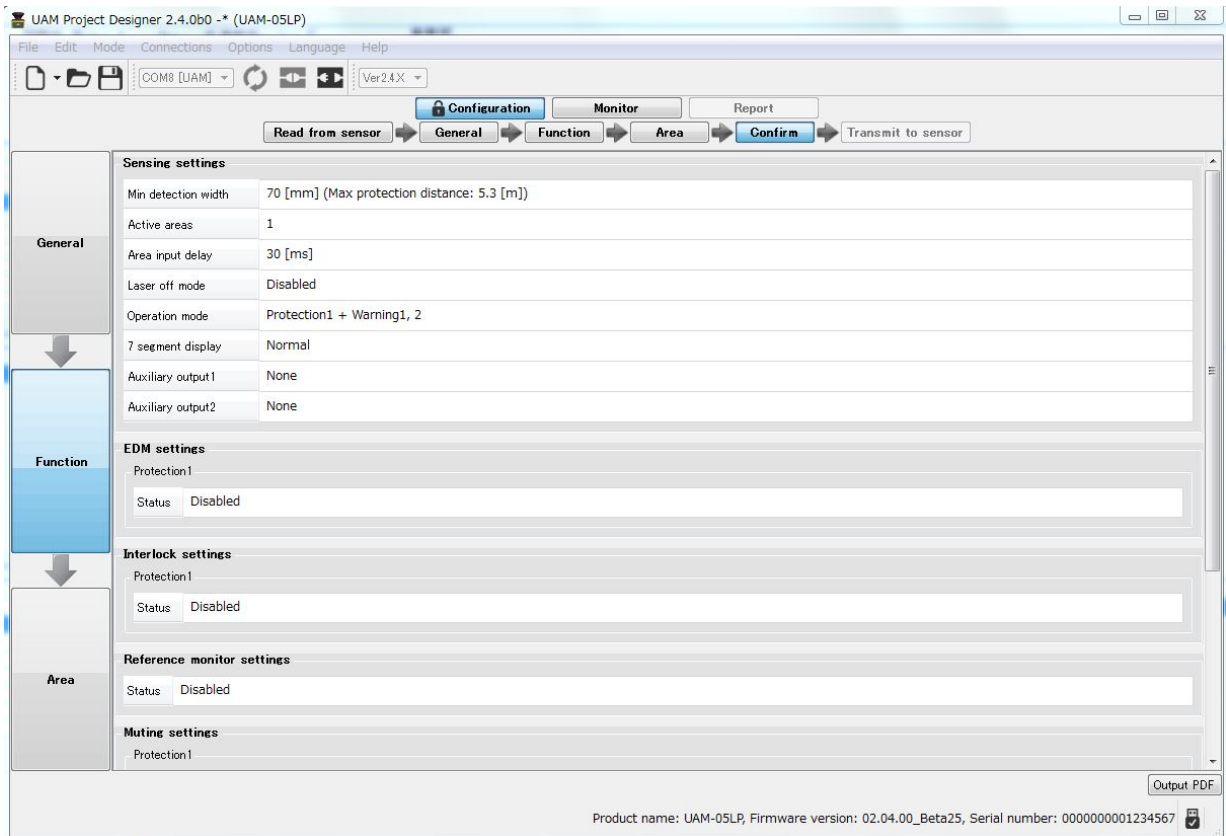 UAM Project Designer 2.4.0b0 -* (UAM-05LP)
File Edit Mode Connections Options Language Help
COM8 [UAM] Ver2.4.X
Configuration Monitor Report
Read from sensor General Function Area Confirm Transmit to sensor
General
Function
Area
Sensing settings
Min detection width 70 [mm] (Max protection distance: 5.3 [m])
Active areas 1
Area input delay 30 [ms]
Laser off mode Disabled
Operation mode Protection1 + Warning1, 2
7 segment display Normal
Auxiliary output1 None
Auxiliary output2 None
EDM settings
Protection1
Status Disabled
Interlock settings
Protection1
Status Disabled
Reference monitor settings
Status Disabled
Muting settings
Protection1
Output PDF
Product name: UAM-05LP, Firmware version: 02.04.00_Beta25, Serial number: 0000000001234567